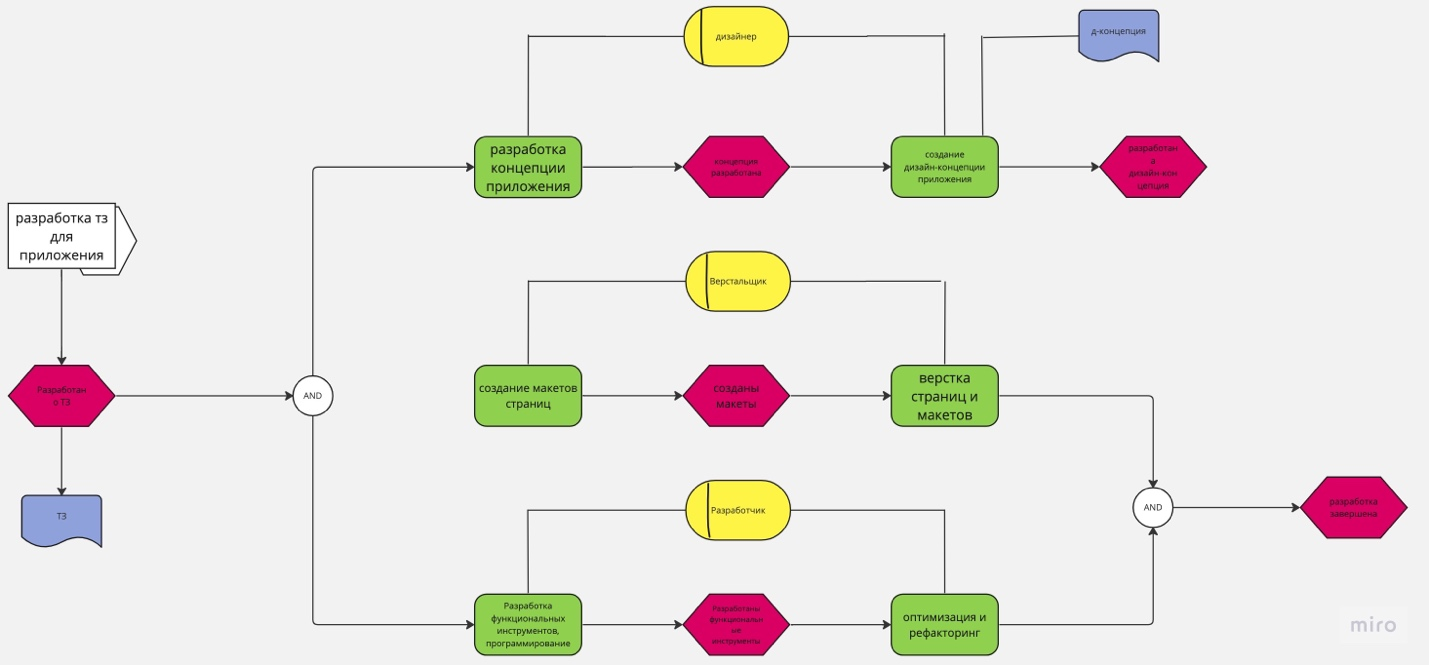 дизайнер
д-концепция
разработка
концепции
приложения
концепция
разработана
создание
дизайн-концепции
приложения
разработан
а
дизайн-кон
цепция
разработка тз
для
приложения
Верстальщик
Разработан
о ТЗ
AND
создание макетов
страниц
созданы
макеты
верстка
страниц и
макетов
ТЗ
Разработчик
AND
разработка
завершена
Разработка
функциональных
инструментов,
программирование
Разработаны
функциональн
ые
инструменты
оптимизация и
рефакторинг
miro